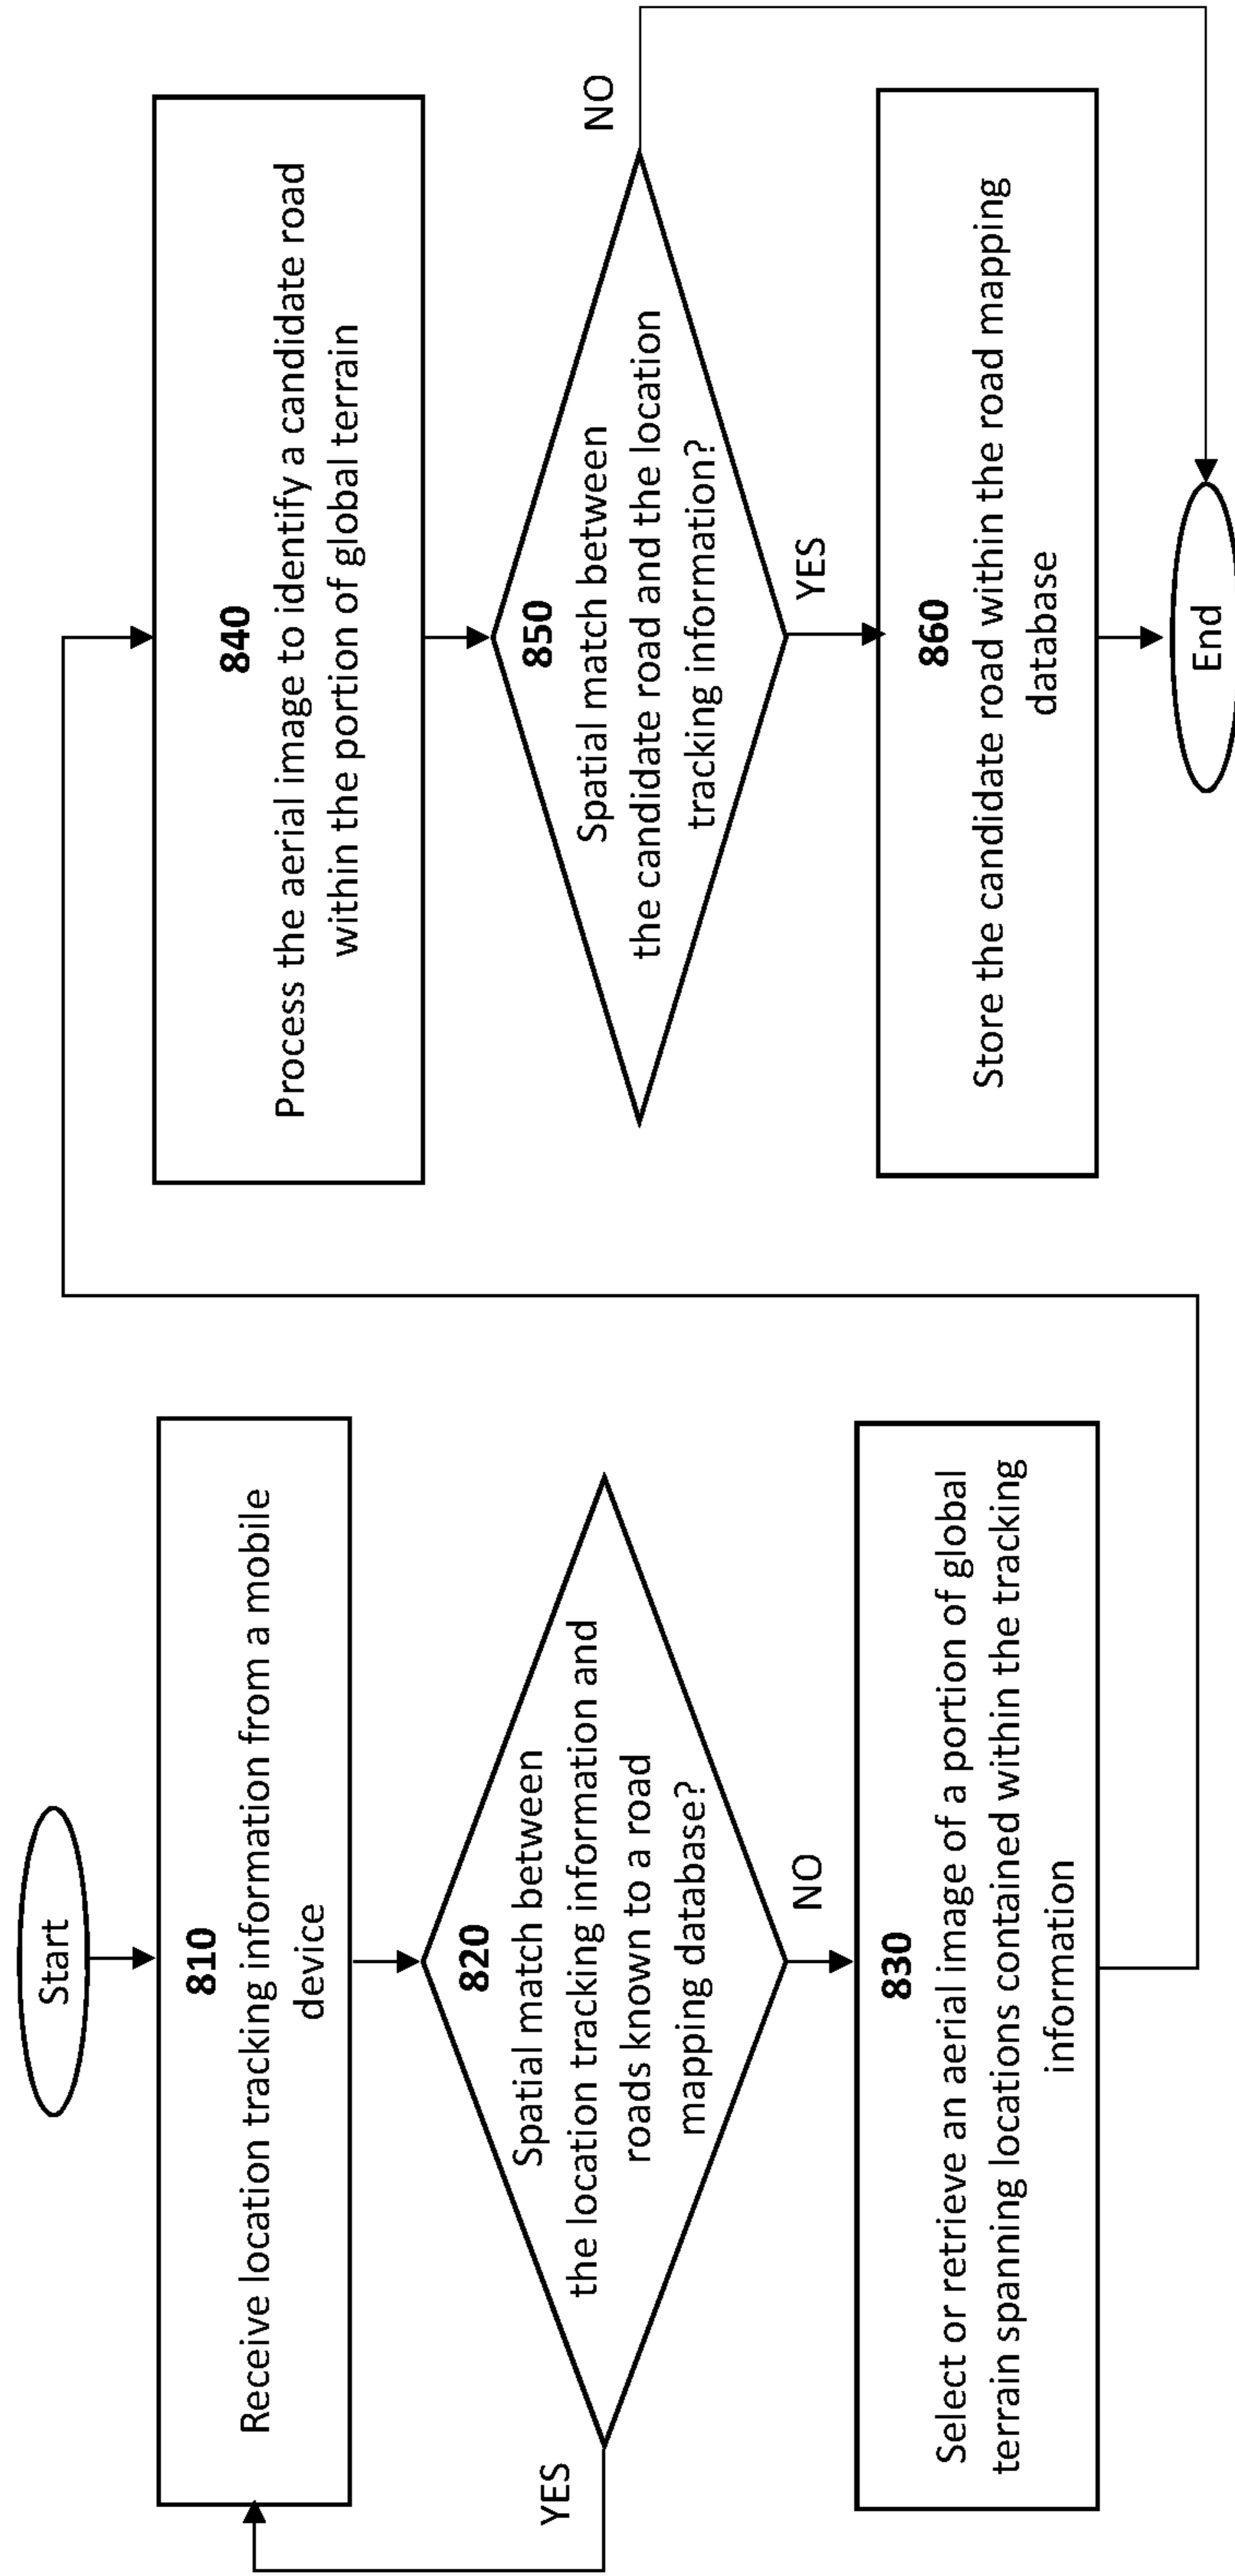 Start
810
Receive location tracking information from a mobile
device
820
Spatial match between
the location tracking information and
roads known to a road
mapping database?
YES
NO
830
Select or retrieve an aerial image of a portion of global
terrain spanning locations contained within the tracking
information
840
Process the aerial image to identify a candidate road
within the portion of global terrain
850
Spatial match between
the candidate road and the location
tracking information?
NO
YES
860
Store the candidate road within the road mapping
database
End